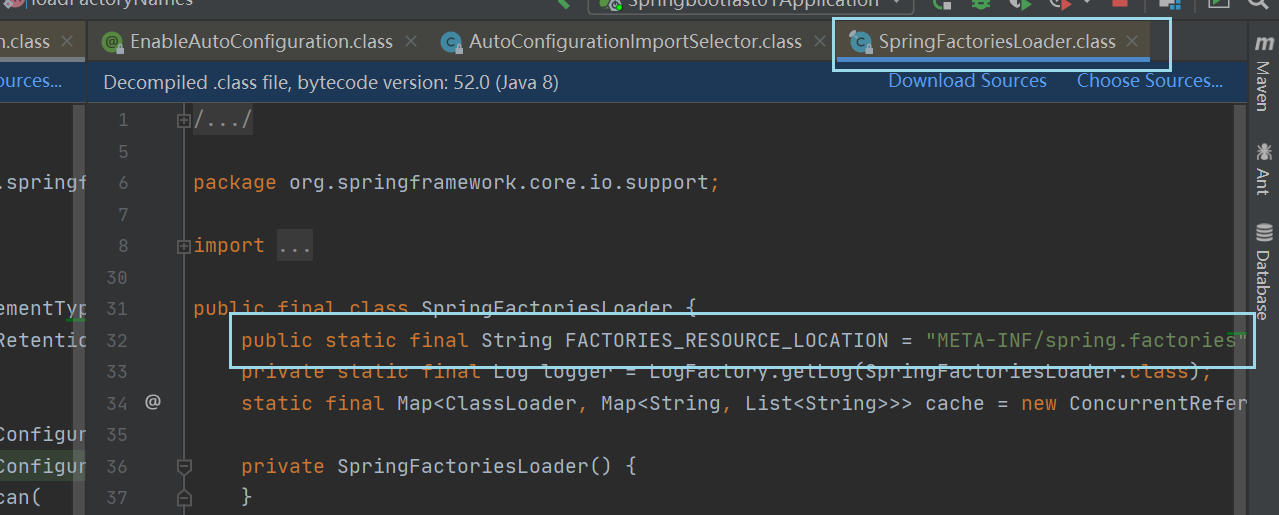 loadFactoryNames
Springbootfast01Application
n.class
EnableAutoConfiguration.class
AutoConfigurationImportSelector.class
SpringFactoriesLoader.class
ources...
Decompiled .class file, bytecode version: 52.0 (Java 8)
Download Sources
Choose Sources...
1 /.../
5
.springf
6 package org.springframework.core.io.support;
7
8 import ...
30
ementTyp
31 public final class SpringFactoriesLoader {
Retentio
32 public static final String FACTORIES_RESOURCE_LOCATION = "META-INF/spring.factories"
33 private static final Log logger = LogFactory.getLog(SpringFactoriesLoader.class);
34 @ static final Map<ClassLoader, Map<String, List<String>>> cache = new ConcurrentRefer
Configur
35
Configur
36 private SpringFactoriesLoader() {
can(
37 }
m
Maven
Ant
Database